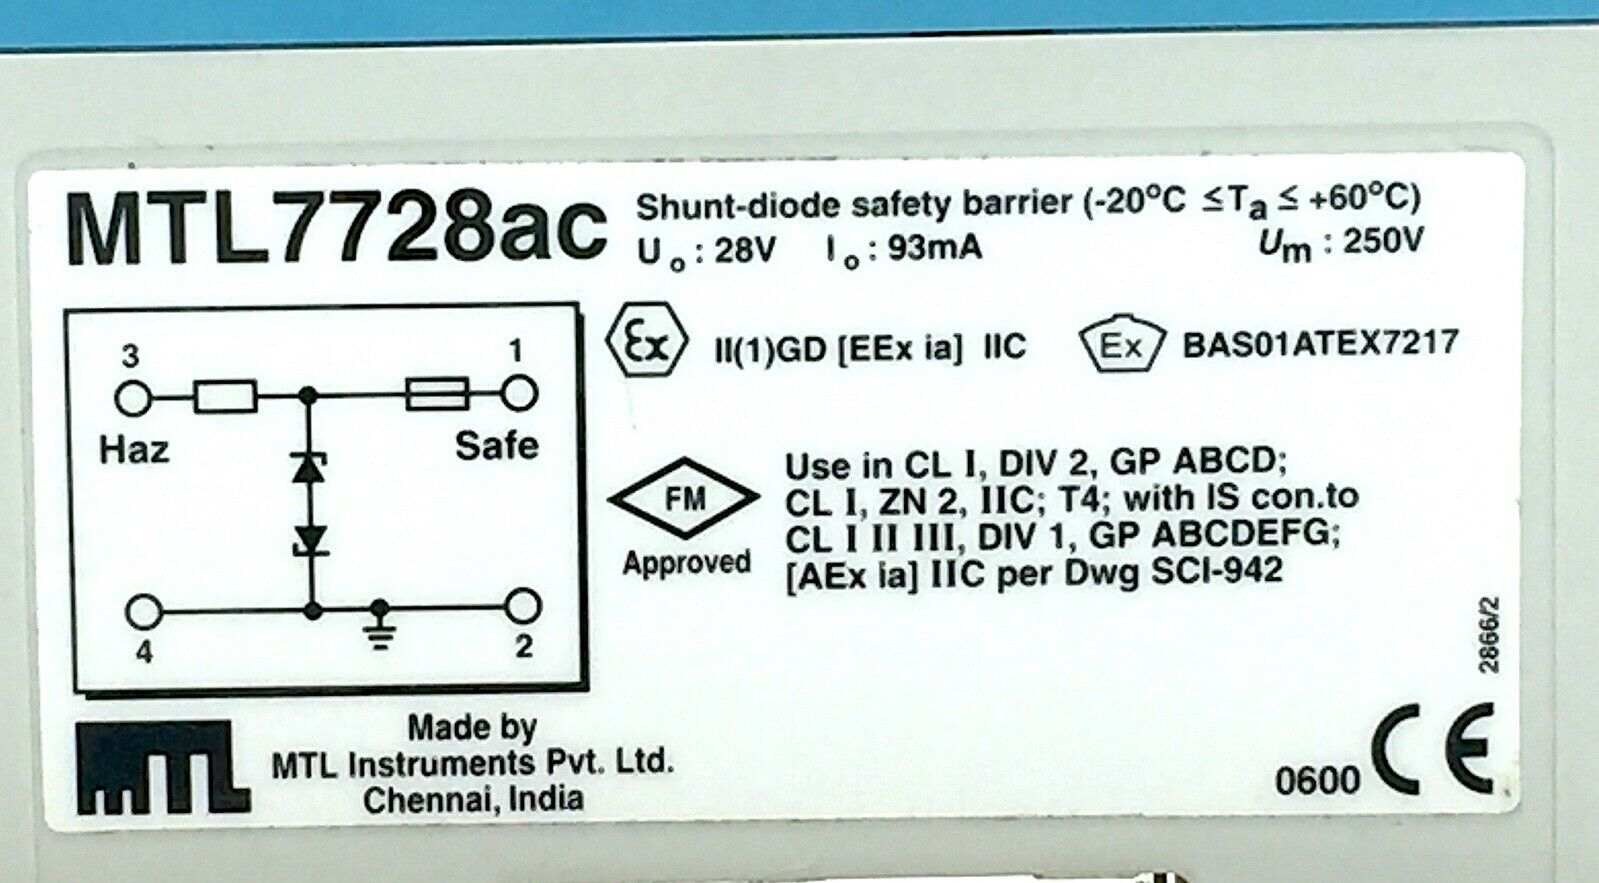 MTL7728ac
Shunt-diode safety barrier (-20°C ≤Ta≤ +60°C)
Uo: 28V Io: 93mA Um: 250V
3 1
Haz Safe
4 2
Ex II(1)GD [EEx ia] IIC Ex BAS01ATEX7217
FM
Approved
Use in CL I, DIV 2, GP ABCD;
CL I, ZN 2, IIC; T4; with IS con.to
CL I II III, DIV 1, GP ABCDEFG;
[AEx ia] IIC per Dwg SCI-942
2866/2
MTL
Made by
MTL Instruments Pvt. Ltd.
Chennai, India
0600 CE